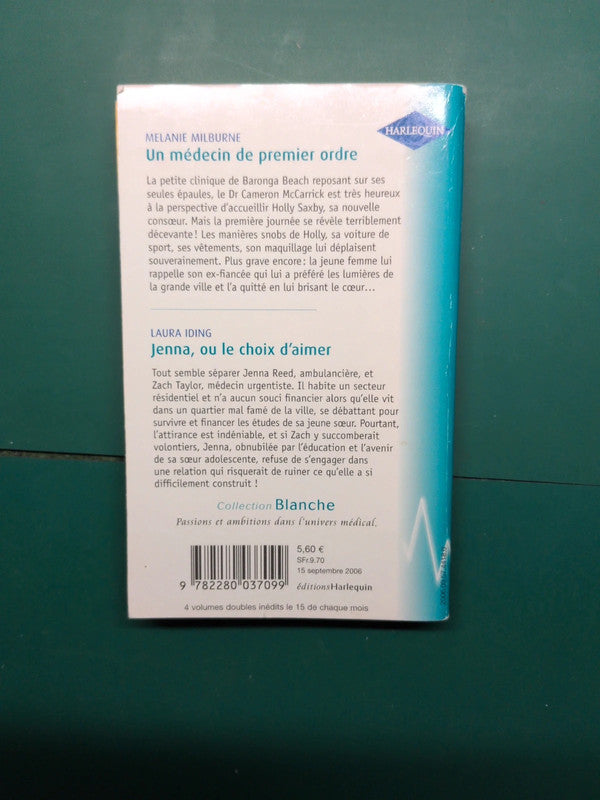 HARLEQUIN
MELANIE MILBURNE
Un médecin de premier ordre
La petite clinique de Baronga Beach reposant sur ses
seules épaules, le Dr Cameron McCarrick est très heureux
à la perspective d'accueillir Holly Saxby, sa nouvelle
consœur. Mais la première journée se révèle terriblement
décevante ! Les manières snobs de Holly, sa voiture de
sport, ses vêtements, son maquillage lui déplaisent
souverainement. Plus grave encore : la jeune femme lui
rappelle son ex-fiancée qui lui a préféré les lumières de
la grande ville et l'a quitté en lui brisant le cœur...
LAURA IDING
Jenna, ou le choix d'aimer
Tout semble séparer Jenna Reed, ambulancière, et
Zach Taylor, médecin urgentiste. Il habite un secteur
résidentiel et n'a aucun souci financier alors qu'elle vit
dans un quartier mal famé de la ville, se débattant pour
survivre et financer les études de sa jeune sœur. Pourtant,
l'attirance est indéniable, et si Zach y succomberait
volontiers, Jenna, obnubilée par l'éducation et l'avenir
de sa sœur adolescente, refuse de s'engager dans
une relation qui risquerait de ruiner ce qu'elle a si
difficilement construit !
Collection Blanche
Passions et ambitions dans l'univers médical.
5,60 €
SFr.9.70
15 septembre 2006
éditionsHarlequin
9 782280 037099
4 volumes doubles inédits le 15 de chaque mois